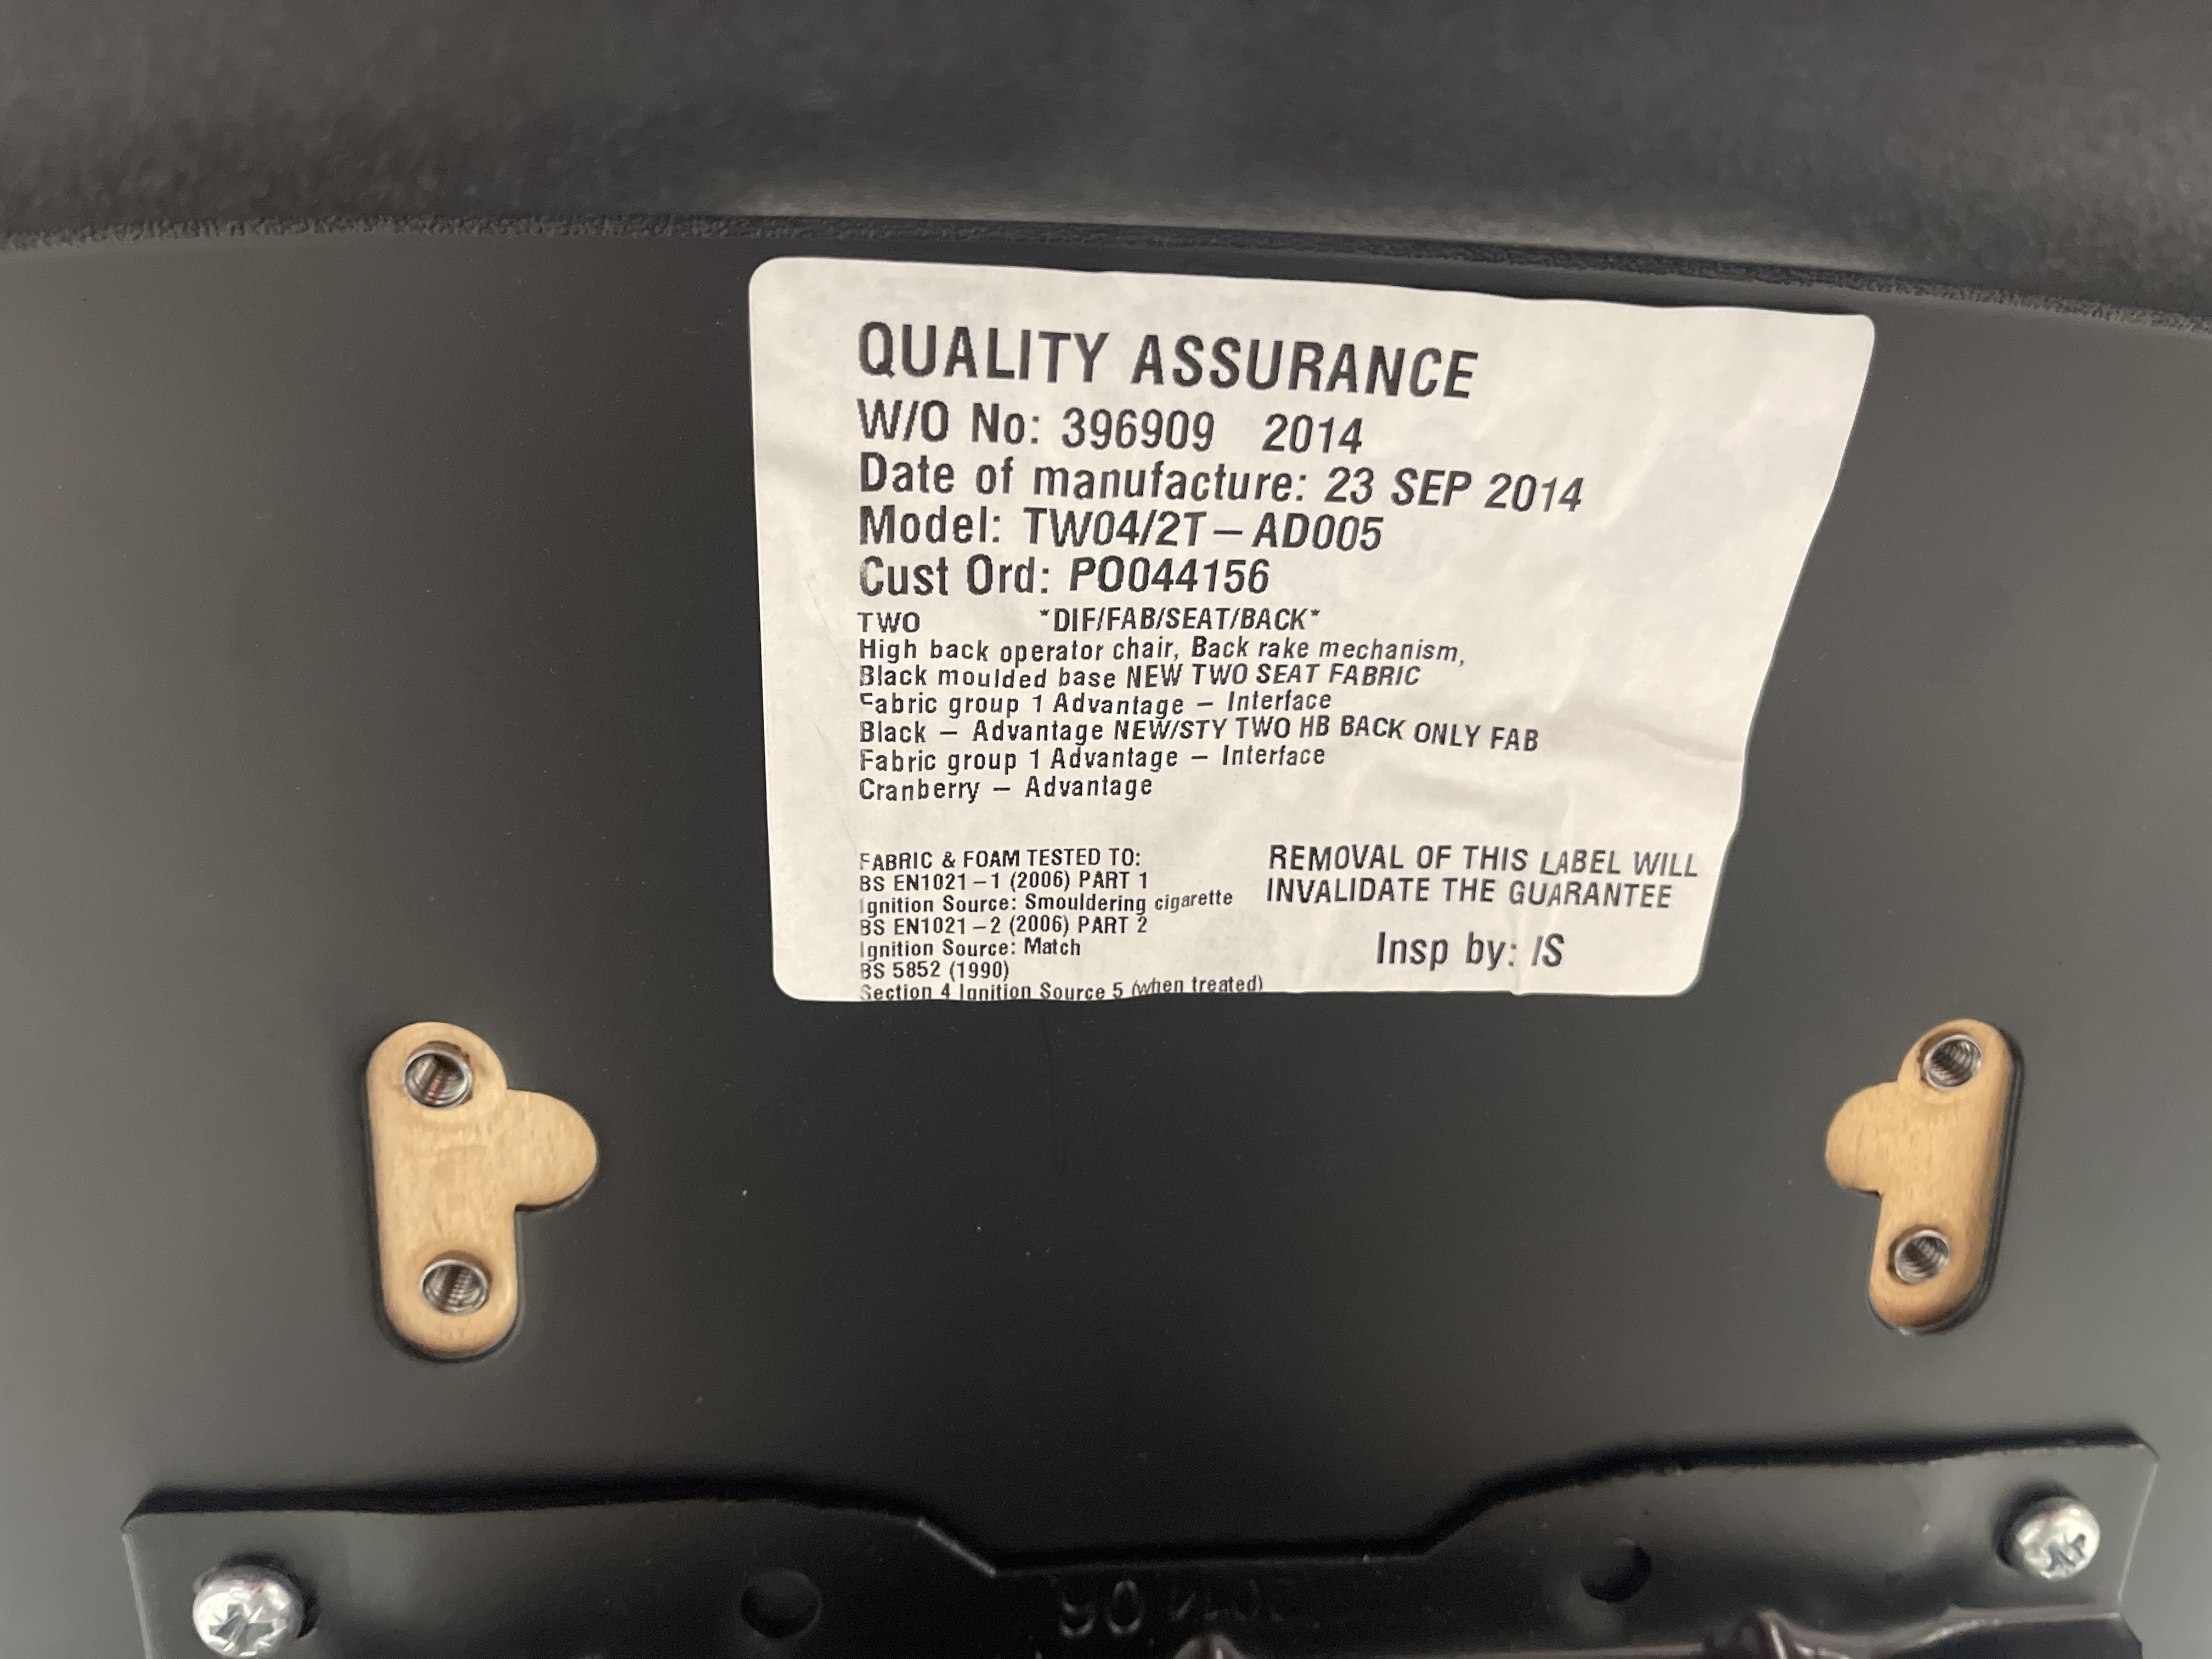 QUALITY ASSURANCE
W/O No: 396909 2014
Date of manufacture: 23 SEP 2014
Model: TW04/2T – AD005
Cust Ord: PO044156
TWO *DIF/FAB/SEAT/BACK*
High back operator chair, Back rake mechanism,
Black moulded base NEW TWO SEAT FABRIC
Fabric group 1 Advantage – Interface
Black – Advantage NEW/STY TWO HB BACK ONLY FAB
Fabric group 1 Advantage – Interface
Cranberry – Advantage
FABRIC & FOAM TESTED TO:
BS EN1021–1 (2006) PART 1
Ignition Source: Smouldering cigarette
BS EN1021–2 (2006) PART 2
Ignition Source: Match
BS 5852 (1990)
Section 4 Ignition Source 5 (when treated)
REMOVAL OF THIS LABEL WILL
INVALIDATE THE GUARANTEE
Insp by: IS